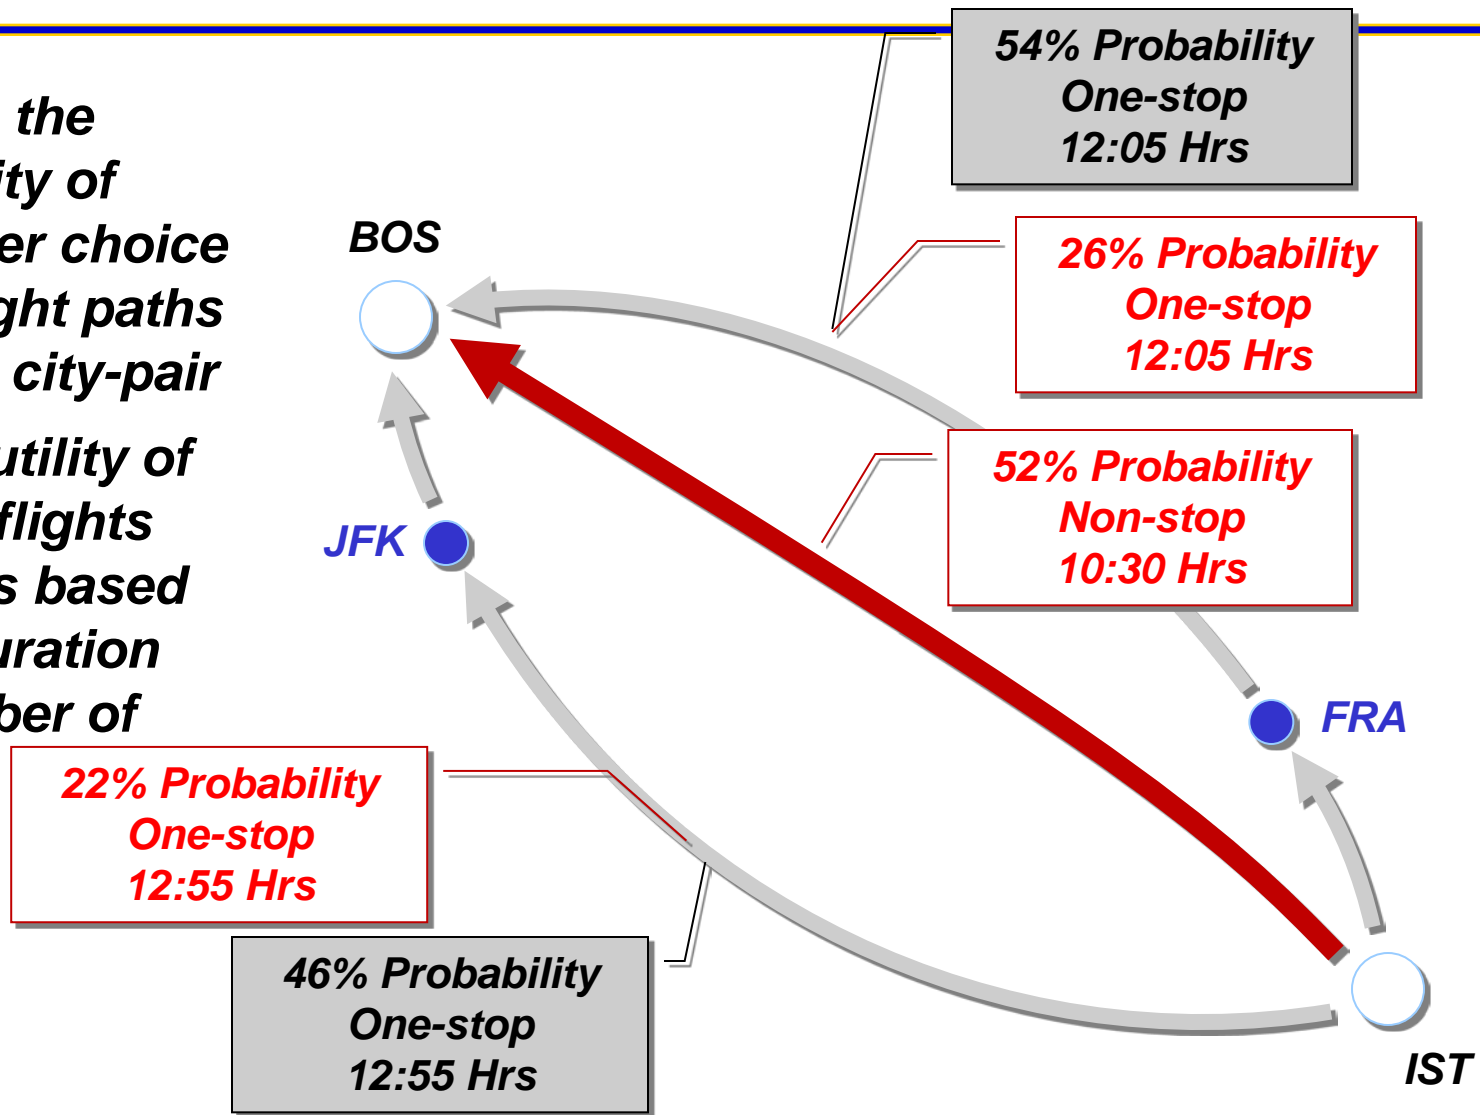 the
ity of
er choice
ght paths
city-pair
utility of
flights
s based
uration
ber of
54% Probability
One-stop
12:05 Hrs
26% Probability
One-stop
12:05 Hrs
BOS
52% Probability
Non-stop
10:30 Hrs
JFK
FRA
22% Probability
One-stop
12:55 Hrs
46% Probability
One-stop
12:55 Hrs
IST